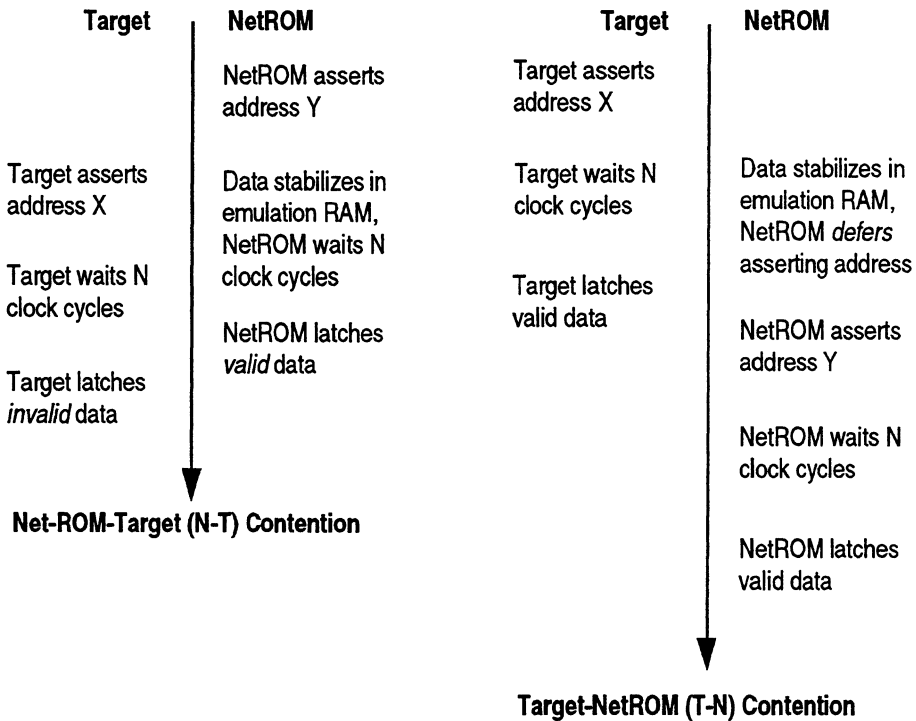 Target
NetROM
NetROM asserts
address Y
Target asserts
address X
Data stabilizes in
emulation RAM,
NetROM waits N
clock cycles
Target waits N
clock cycles
NetROM latches
valid data
Target latches
invalid data
Net-ROM-Target (N-T) Contention
Target
NetROM
Target asserts
address X
Target waits N
clock cycles
Data stabilizes in
emulation RAM,
NetROM defers
asserting address
Target latches
valid data
NetROM asserts
address Y
NetROM waits N
clock cycles
NetROM latches
valid data
Target-NetROM (T-N) Contention